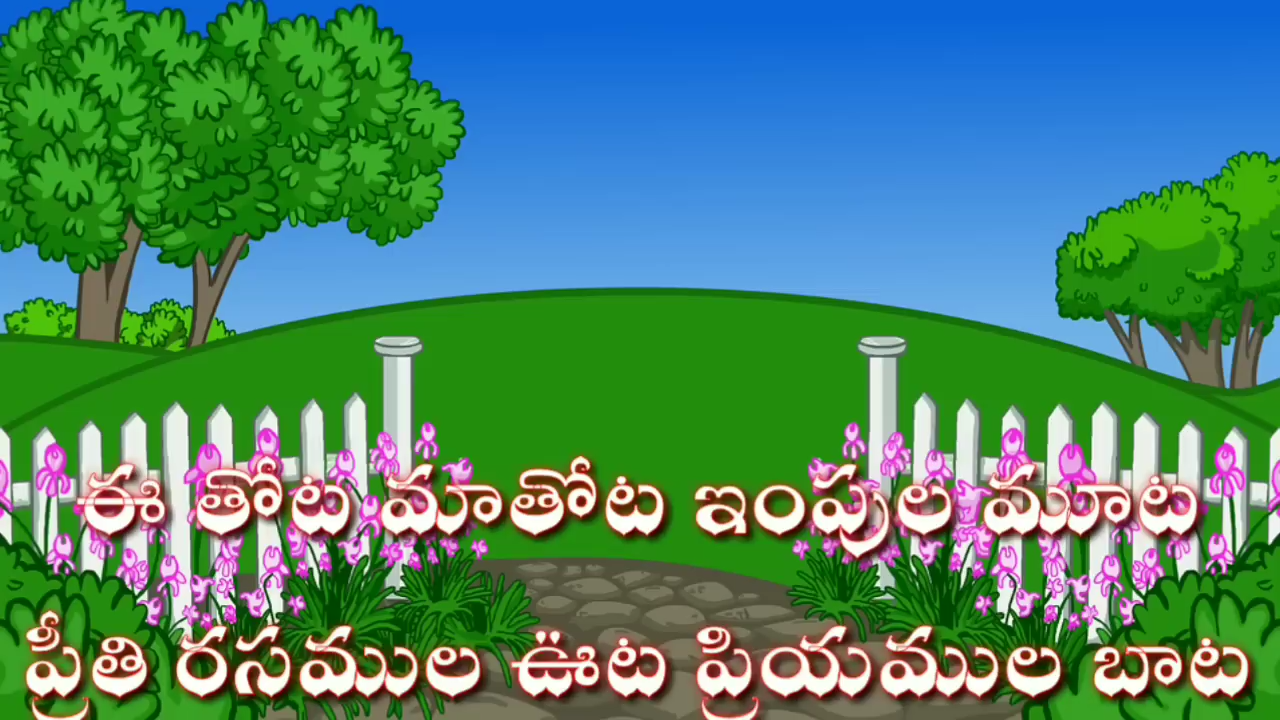 ఈ తోట మాతోట ఇంపుల మూట
ప్రీతి రసముల ఊట ప్రియముల బాట